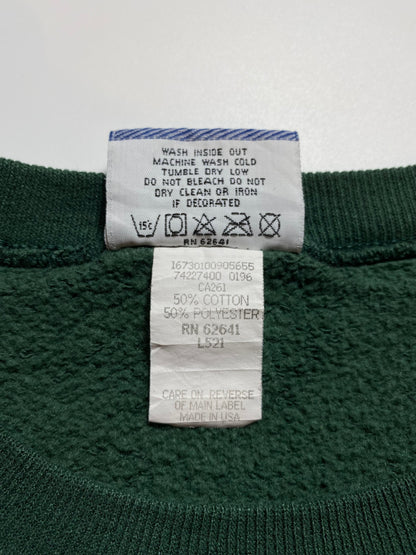 WASH INSIDE OUT
MACHINE WASH COLD
TUMBLE DRY LOW
DO NOT BLEACH DO NOT
DRY CLEAN OR IRON
IF DECORATED
15°C
RN 62641
16730100905655
74227400 0196
CA261
50% COTTON
50% POLYESTER
RN 62641
L521
CARE ON REVERSE
OF MAIN LABEL
MADE IN USA